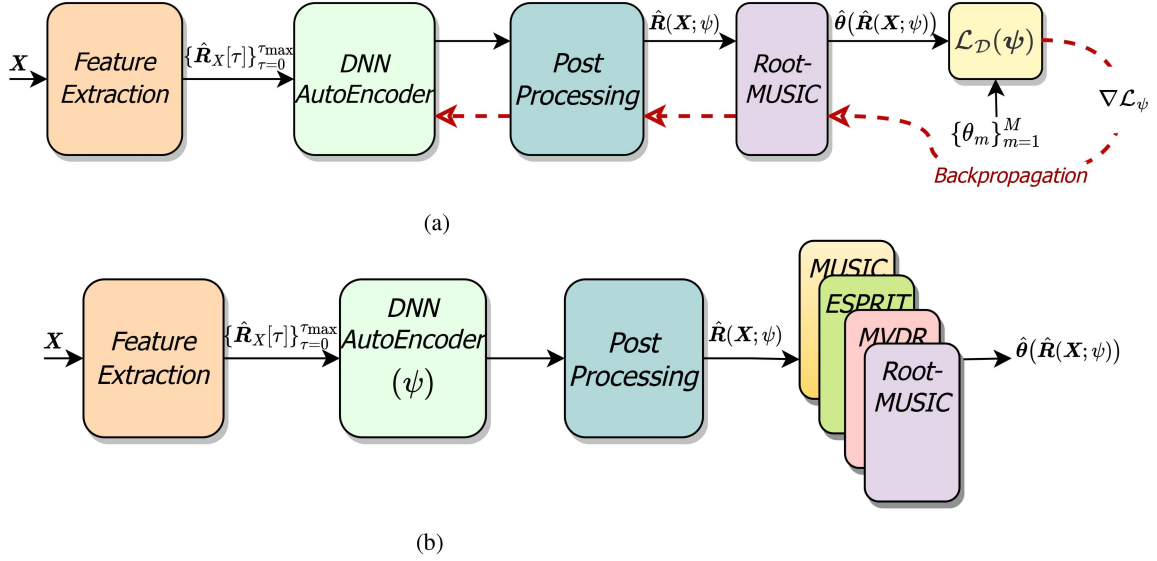 X
Feature
Extraction
{R̂_X[τ]}_{τ=0}^{τ_max}
DNN
AutoEncoder
Post
Processing
R̂(X; ψ)
Root-
MUSIC
θ̂(R̂(X; ψ))
L_D(ψ)
∇L_ψ
{θ_m}_{m=1}^{M}
Backpropagation
(a)
X
Feature
Extraction
{R̂_X[τ]}_{τ=0}^{τ_max}
DNN
AutoEncoder
(ψ)
Post
Processing
R̂(X; ψ)
MUSIC
ESPRIT
MVDR
Root-
MUSIC
θ̂(R̂(X; ψ))
(b)